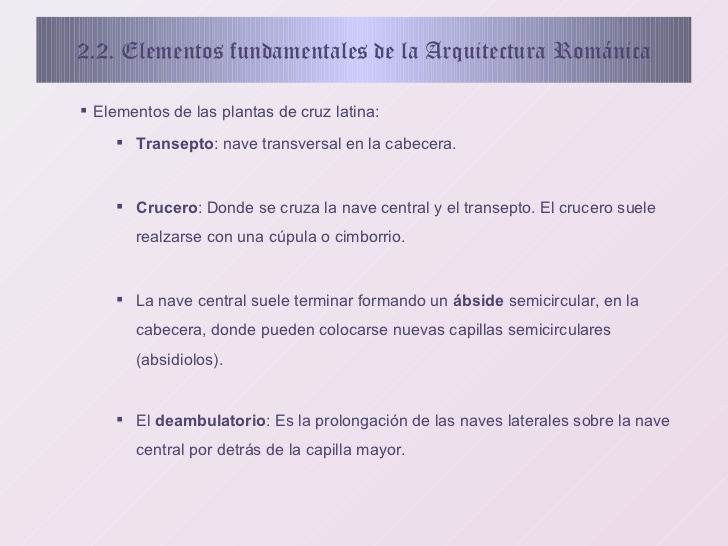 2.2. Elementos fundamentales de la Arquitectura Románica
▪ Elementos de las plantas de cruz latina:
▪ Transepto: nave transversal en la cabecera.
▪ Crucero: Donde se cruza la nave central y el transepto. El crucero suele
realzarse con una cúpula o cimborrio.
▪ La nave central suele terminar formando un ábside semicircular, en la
cabecera, donde pueden colocarse nuevas capillas semicirculares
(absidiolos).
▪ El deambulatorio: Es la prolongación de las naves laterales sobre la nave
central por detrás de la capilla mayor.